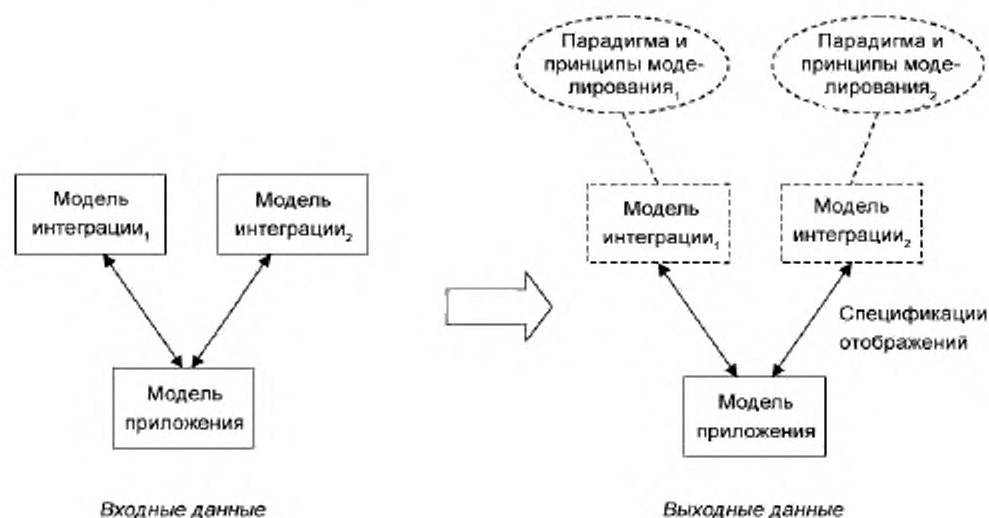 Парадигма и
принципы моде-
лирования₁
Парадигма и
принципы моде-
лирования₂
Модель
интеграции₁
Модель
интеграции₂
Модель
интеграции₁
Модель
интеграции₂
Спецификации
отображений
Модель
приложения
Модель
приложения
Входные данные
Выходные данные